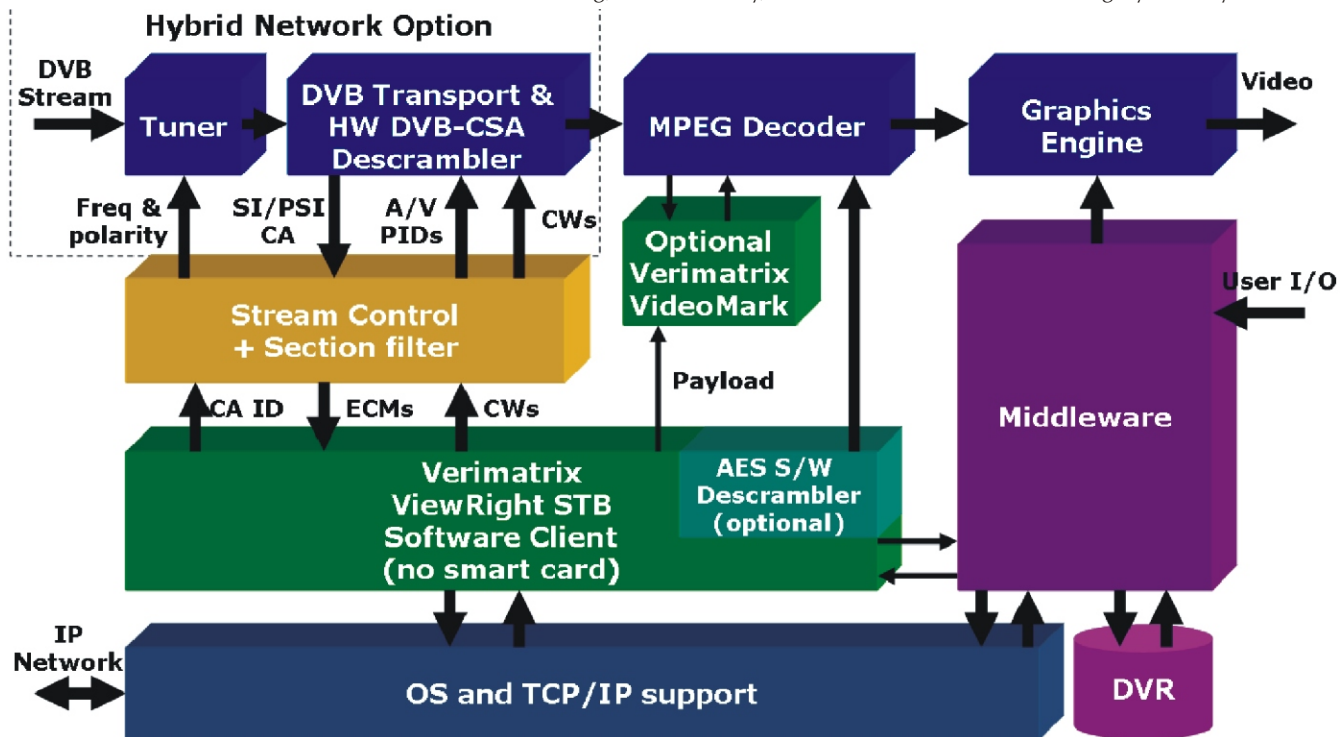 Hybrid Network Option
DVB
Stream
Tuner
DVB Transport &
HW DVB-CSA
Descrambler
MPEG Decoder
Graphics
Engine
Video
Freq &
polarity
SI/PSI
CA
A/V
PIDs
CWs
Optional
Verimatrix
VideoMark
User I/O
Stream Control
+ Section filter
Payload
Middleware
CA ID
ECMs
CWs
Verimatrix
ViewRight STB
Software Client
(no smart card)
AES S/W
Descrambler
(optional)
IP
Network
OS and TCP/IP support
DVR